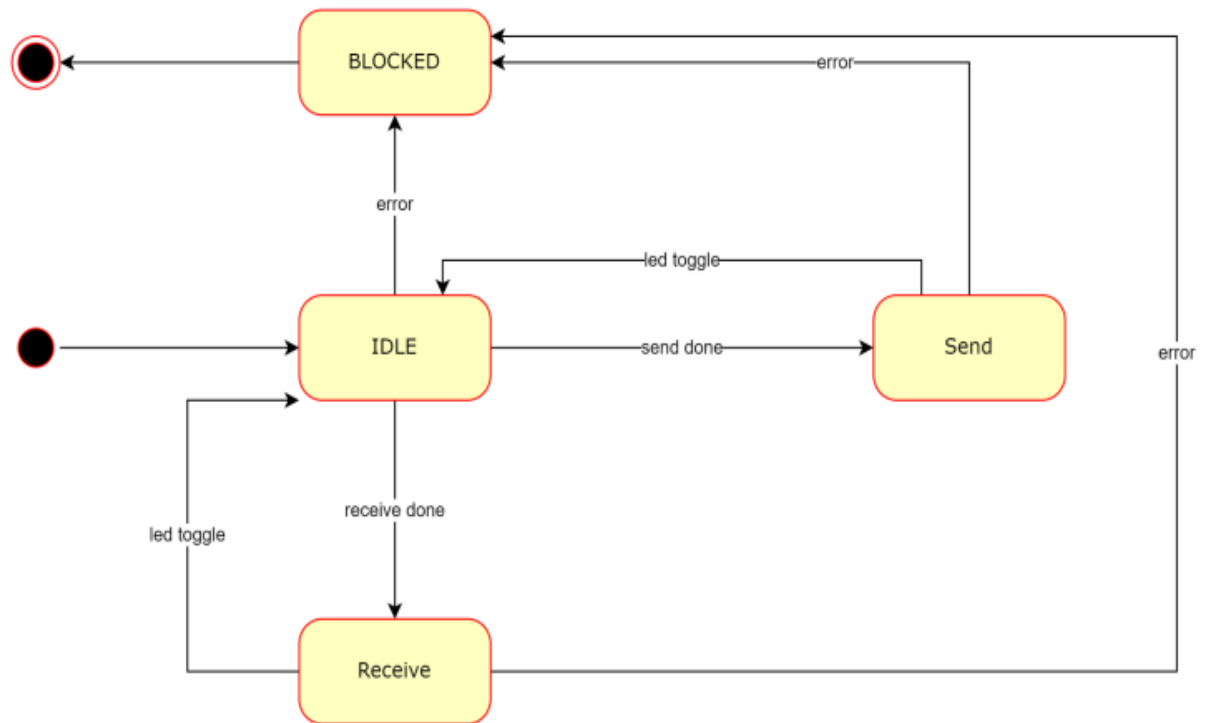 BLOCKED
error
error
led toggle
IDLE
send done
Send
error
receive done
led toggle
Receive